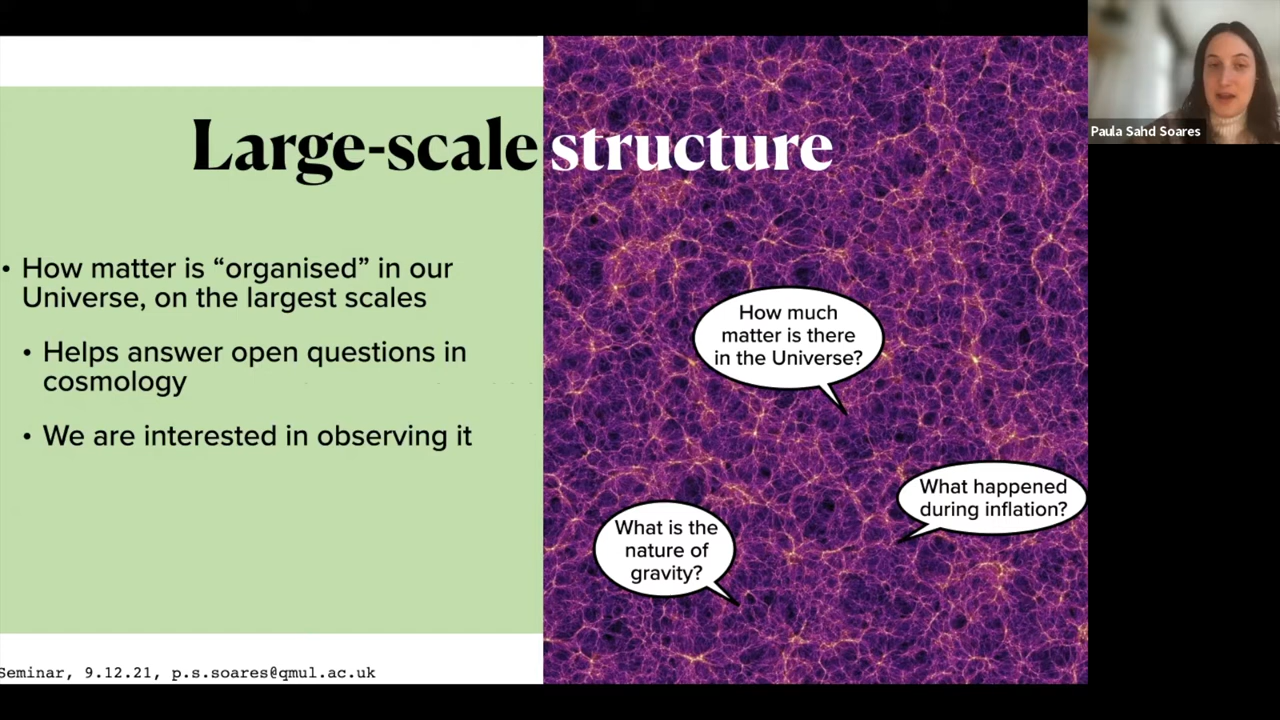 Large-scale structure
• How matter is “organised” in our
Universe, on the largest scales
• Helps answer open questions in
cosmology
• We are interested in observing it
How much
matter is there
in the Universe?
What happened
during inflation?
What is the
nature of
gravity?
Seminar, 9.12.21, p.s.soares@qmul.ac.uk
Paula Sahd Soares